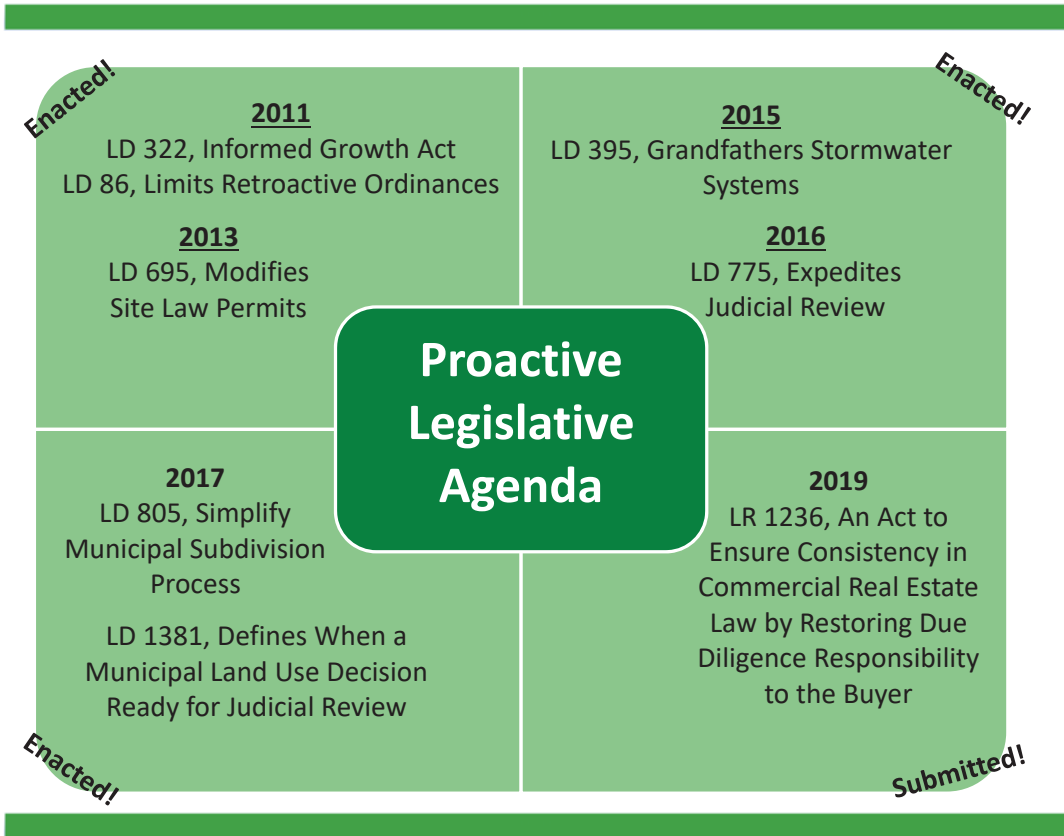 Enacted!
2011
LD 322, Informed Growth Act
LD 86, Limits Retroactive Ordinances
2013
LD 695, Modifies
Site Law Permits
Enacted!
2015
LD 395, Grandfathers Stormwater
Systems
2016
LD 775, Expedites
Judicial Review
Proactive
Legislative
Agenda
2017
LD 805, Simplify
Municipal Subdivision
Process
LD 1381, Defines When a
Municipal Land Use Decision
Ready for Judicial Review
Enacted!
2019
LR 1236, An Act to
Ensure Consistency in
Commercial Real Estate
Law by Restoring Due
Diligence Responsibility
to the Buyer
Submitted!